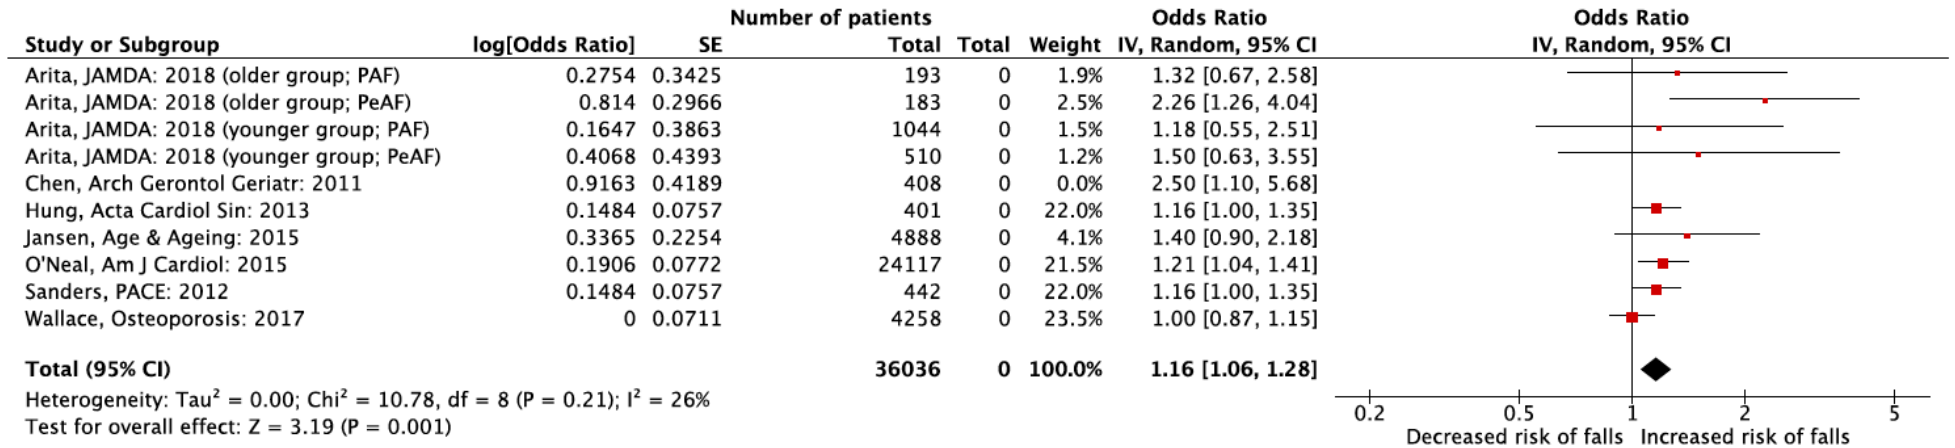 Number of patients Odds Ratio Odds Ratio
Study or Subgroup log[Odds Ratio] SE Total Total Weight IV, Random, 95% CI IV, Random, 95% CI
Arita, JAMDA: 2018 (older group; PAF) 0.2754 0.3425 193 0 1.9% 1.32 [0.67, 2.58]
Arita, JAMDA: 2018 (older group; PeAF) 0.814 0.2966 183 0 2.5% 2.26 [1.26, 4.04]
Arita, JAMDA: 2018 (younger group; PAF) 0.1647 0.3863 1044 0 1.5% 1.18 [0.55, 2.51]
Arita, JAMDA: 2018 (younger group; PeAF) 0.4068 0.4393 510 0 1.2% 1.50 [0.63, 3.55]
Chen, Arch Gerontol Geriatr: 2011 0.9163 0.4189 408 0 0.0% 2.50 [1.10, 5.68]
Hung, Acta Cardiol Sin: 2013 0.1484 0.0757 401 0 22.0% 1.16 [1.00, 1.35]
Jansen, Age & Ageing: 2015 0.3365 0.2254 4888 0 4.1% 1.40 [0.90, 2.18]
O'Neal, Am J Cardiol: 2015 0.1906 0.0772 24117 0 21.5% 1.21 [1.04, 1.41]
Sanders, PACE: 2012 0.1484 0.0757 442 0 22.0% 1.16 [1.00, 1.35]
Wallace, Osteoporosis: 2017 0 0.0711 4258 0 23.5% 1.00 [0.87, 1.15]
Total (95% CI) 36036 0 100.0% 1.16 [1.06, 1.28]
Heterogeneity: Tau² = 0.00; Chi² = 10.78, df = 8 (P = 0.21); I² = 26%
Test for overall effect: Z = 3.19 (P = 0.001)
0.2 0.5 1 2 5
Decreased risk of falls Increased risk of falls